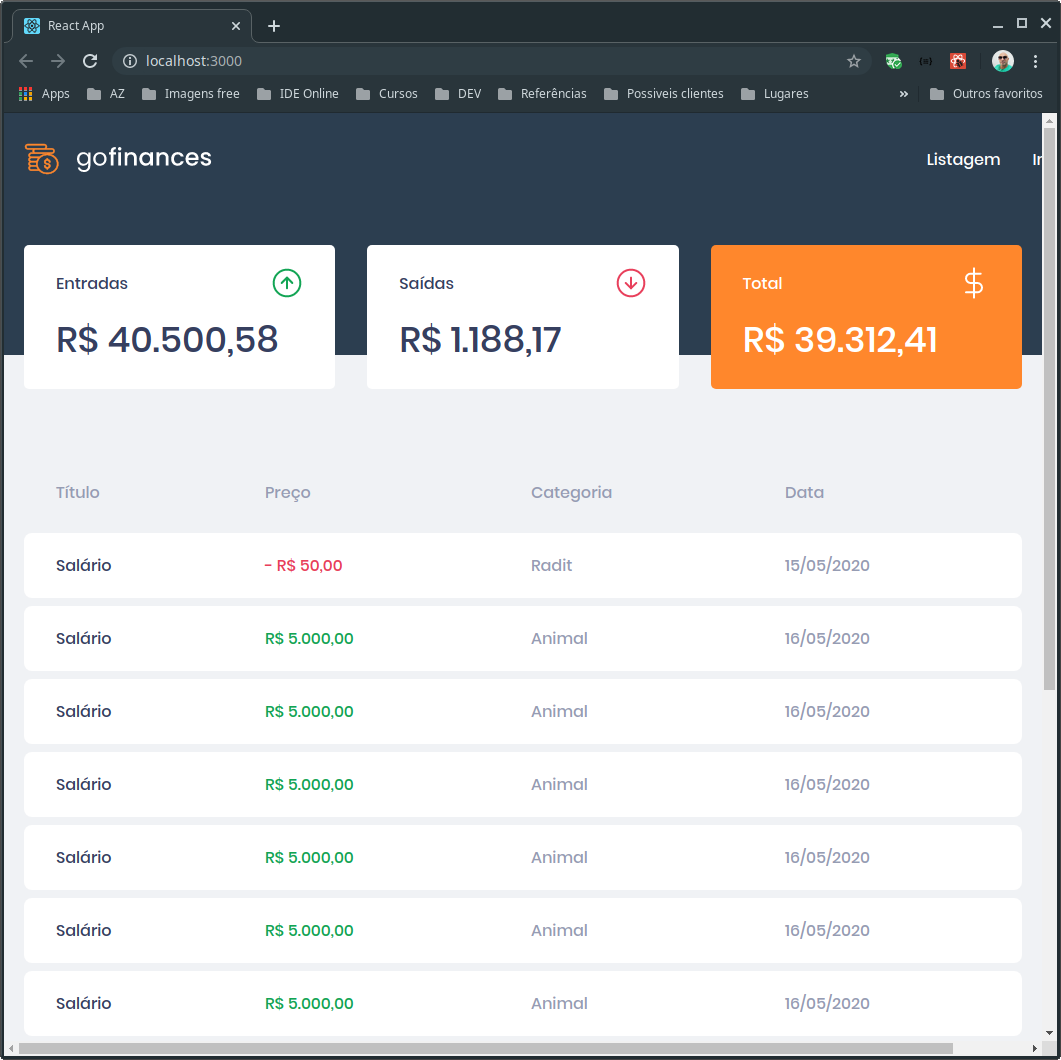 React App
localhost:3000
Apps AZ Imagens free IDE Online Cursos DEV Referências Possiveis clientes Lugares » Outros favoritos
gofinances Listagem
Entradas Saídas Total
R$ 40.500,58 R$ 1.188,17 R$ 39.312,41
Título Preço Categoria Data
Salário - R$ 50,00 Radit 15/05/2020
Salário R$ 5.000,00 Animal 16/05/2020
Salário R$ 5.000,00 Animal 16/05/2020
Salário R$ 5.000,00 Animal 16/05/2020
Salário R$ 5.000,00 Animal 16/05/2020
Salário R$ 5.000,00 Animal 16/05/2020
Salário R$ 5.000,00 Animal 16/05/2020